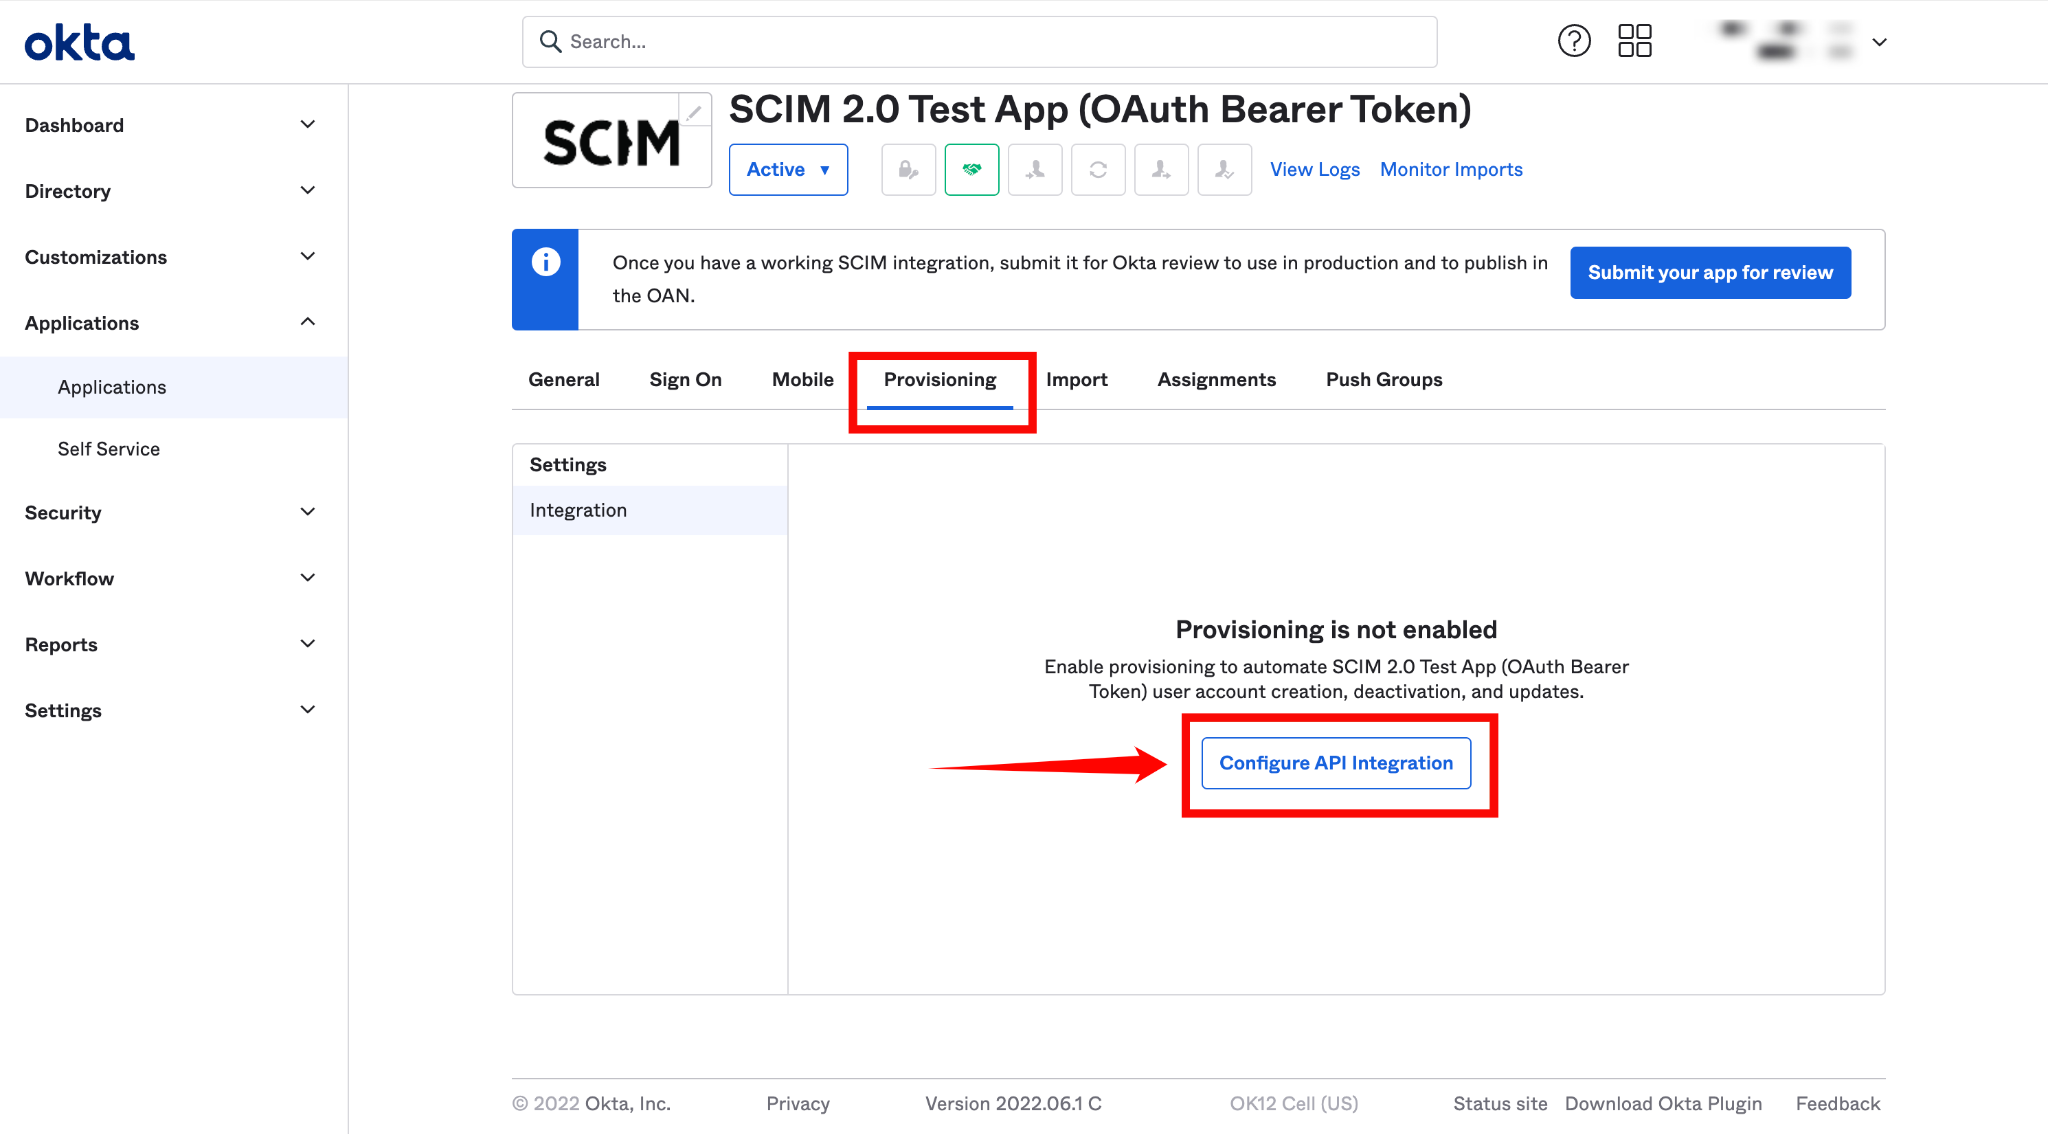 okta
Search...
Dashboard
Directory
Customizations
Applications
Applications
Self Service
Security
Workflow
Reports
Settings
SCIM
SCIM 2.0 Test App (OAuth Bearer Token)
Active
View Logs
Monitor Imports
Once you have a working SCIM integration, submit it for Okta review to use in production and to publish in
the OAN.
Submit your app for review
General
Sign On
Mobile
Provisioning
Import
Assignments
Push Groups
Settings
Integration
Provisioning is not enabled
Enable provisioning to automate SCIM 2.0 Test App (OAuth Bearer
Token) user account creation, deactivation, and updates.
Configure API Integration
© 2022 Okta, Inc.
Privacy
Version 2022.06.1 C
OK12 Cell (US)
Status site
Download Okta Plugin
Feedback